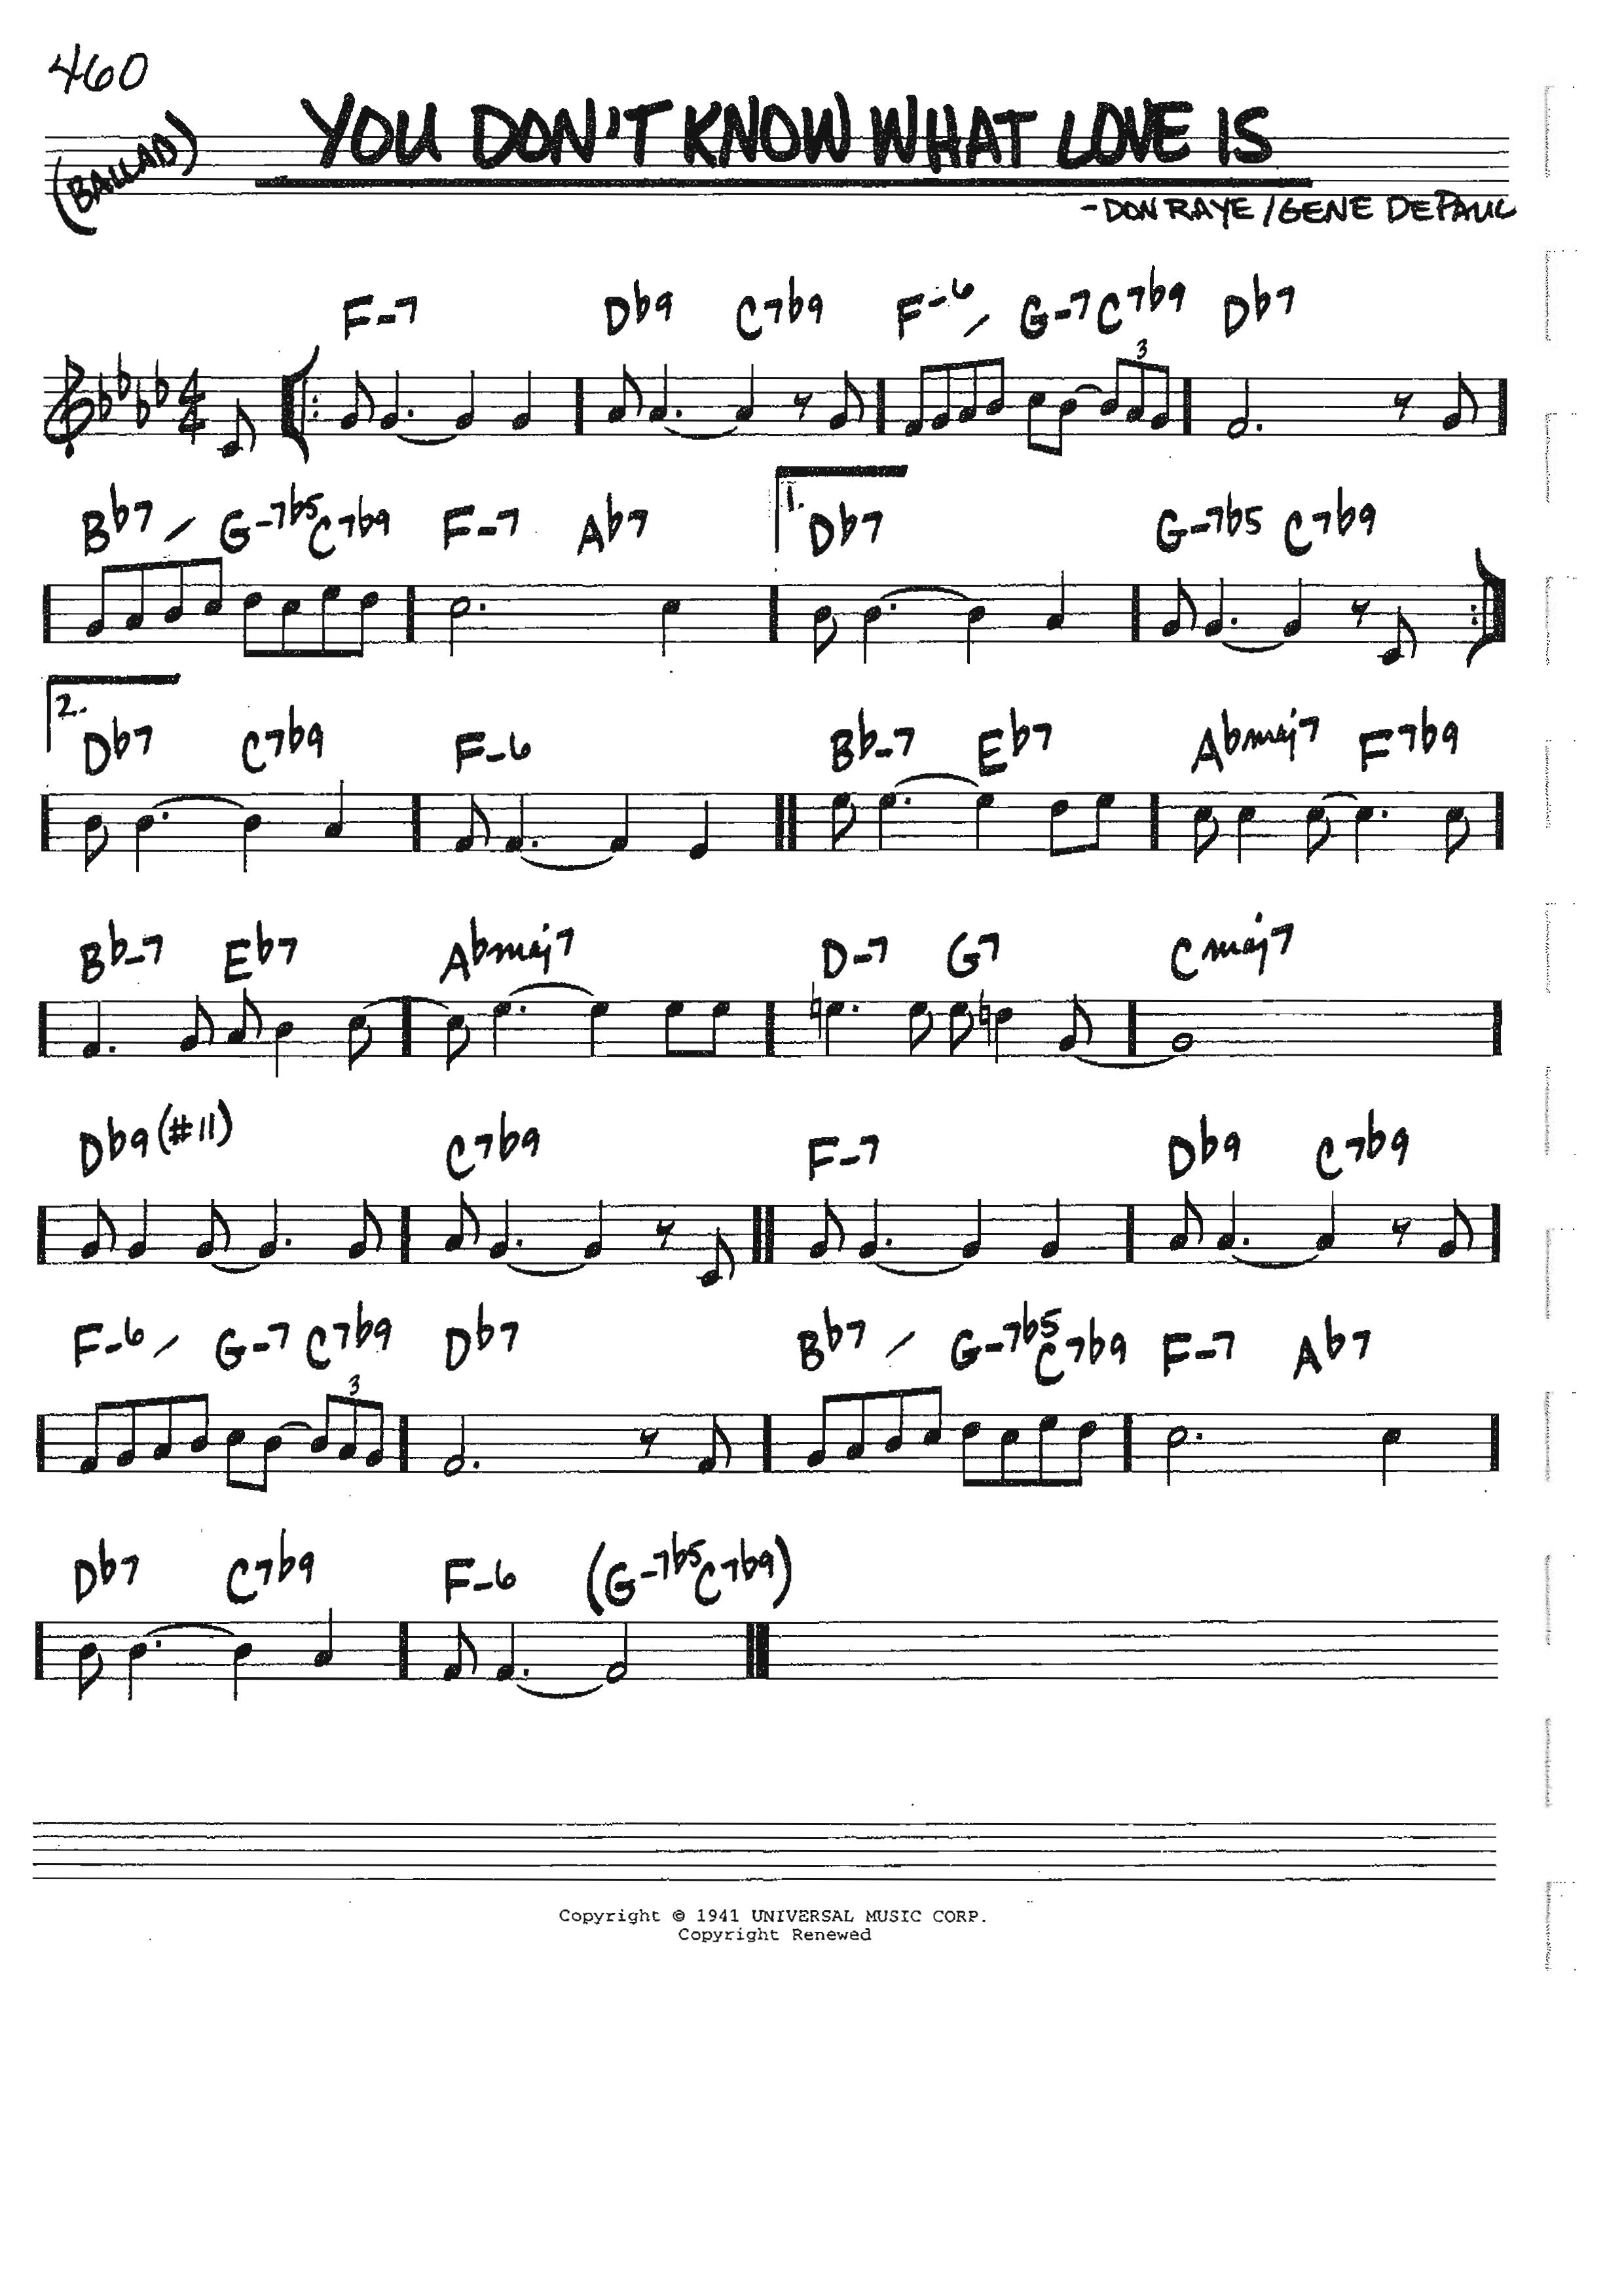 460
(BALLAD)
YOU DON'T KNOW WHAT LOVE IS
-DON RAYE/GENE DEPAUL
F-7 Db9 C7b9 F-6 / G-7 C7b9 Db7
4/4 3
Bb7 / G-7b5 C7b9 F-7 Ab7 1. Db7 G-7b5 C7b9
2.
Db7 C7b9 F-6 Bb-7 Eb7 Abmaj7 F7b9
Bb-7 Eb7 Abmaj7 D-7 G7 Cmaj7
Db9(#11) C7b9 F-7 Db9 C7b9
F-6 / G-7 C7b9 Db7 Bb7 / G-7b5 C7b9 F-7 Ab7
3
Db7 C7b9 F-6 (G-7b5 C7b9)
Copyright © 1941 UNIVERSAL MUSIC CORP.
Copyright Renewed